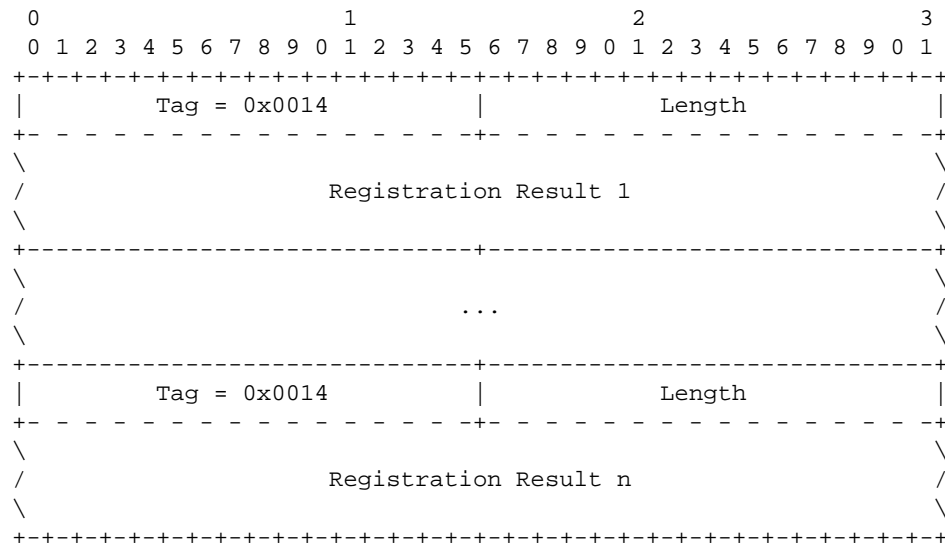 0                   1                   2                   3
 0 1 2 3 4 5 6 7 8 9 0 1 2 3 4 5 6 7 8 9 0 1 2 3 4 5 6 7 8 9 0 1
+-+-+-+-+-+-+-+-+-+-+-+-+-+-+-+-+-+-+-+-+-+-+-+-+-+-+-+-+-+-+-+-+
|         Tag = 0x0014          |            Length             |
+- - - - - - - - - - - - - - - -+- - - - - - - - - - - - - - - -+
\                                                               \
/                     Registration Result 1                     /
\                                                               \
+-------------------------------+-------------------------------+
\                                                               \
/                              ...                              /
\                                                               \
+-------------------------------+-------------------------------+
|         Tag = 0x0014          |            Length             |
+- - - - - - - - - - - - - - - -+- - - - - - - - - - - - - - - -+
\                                                               \
/                     Registration Result n                     /
\                                                               \
+-+-+-+-+-+-+-+-+-+-+-+-+-+-+-+-+-+-+-+-+-+-+-+-+-+-+-+-+-+-+-+-+